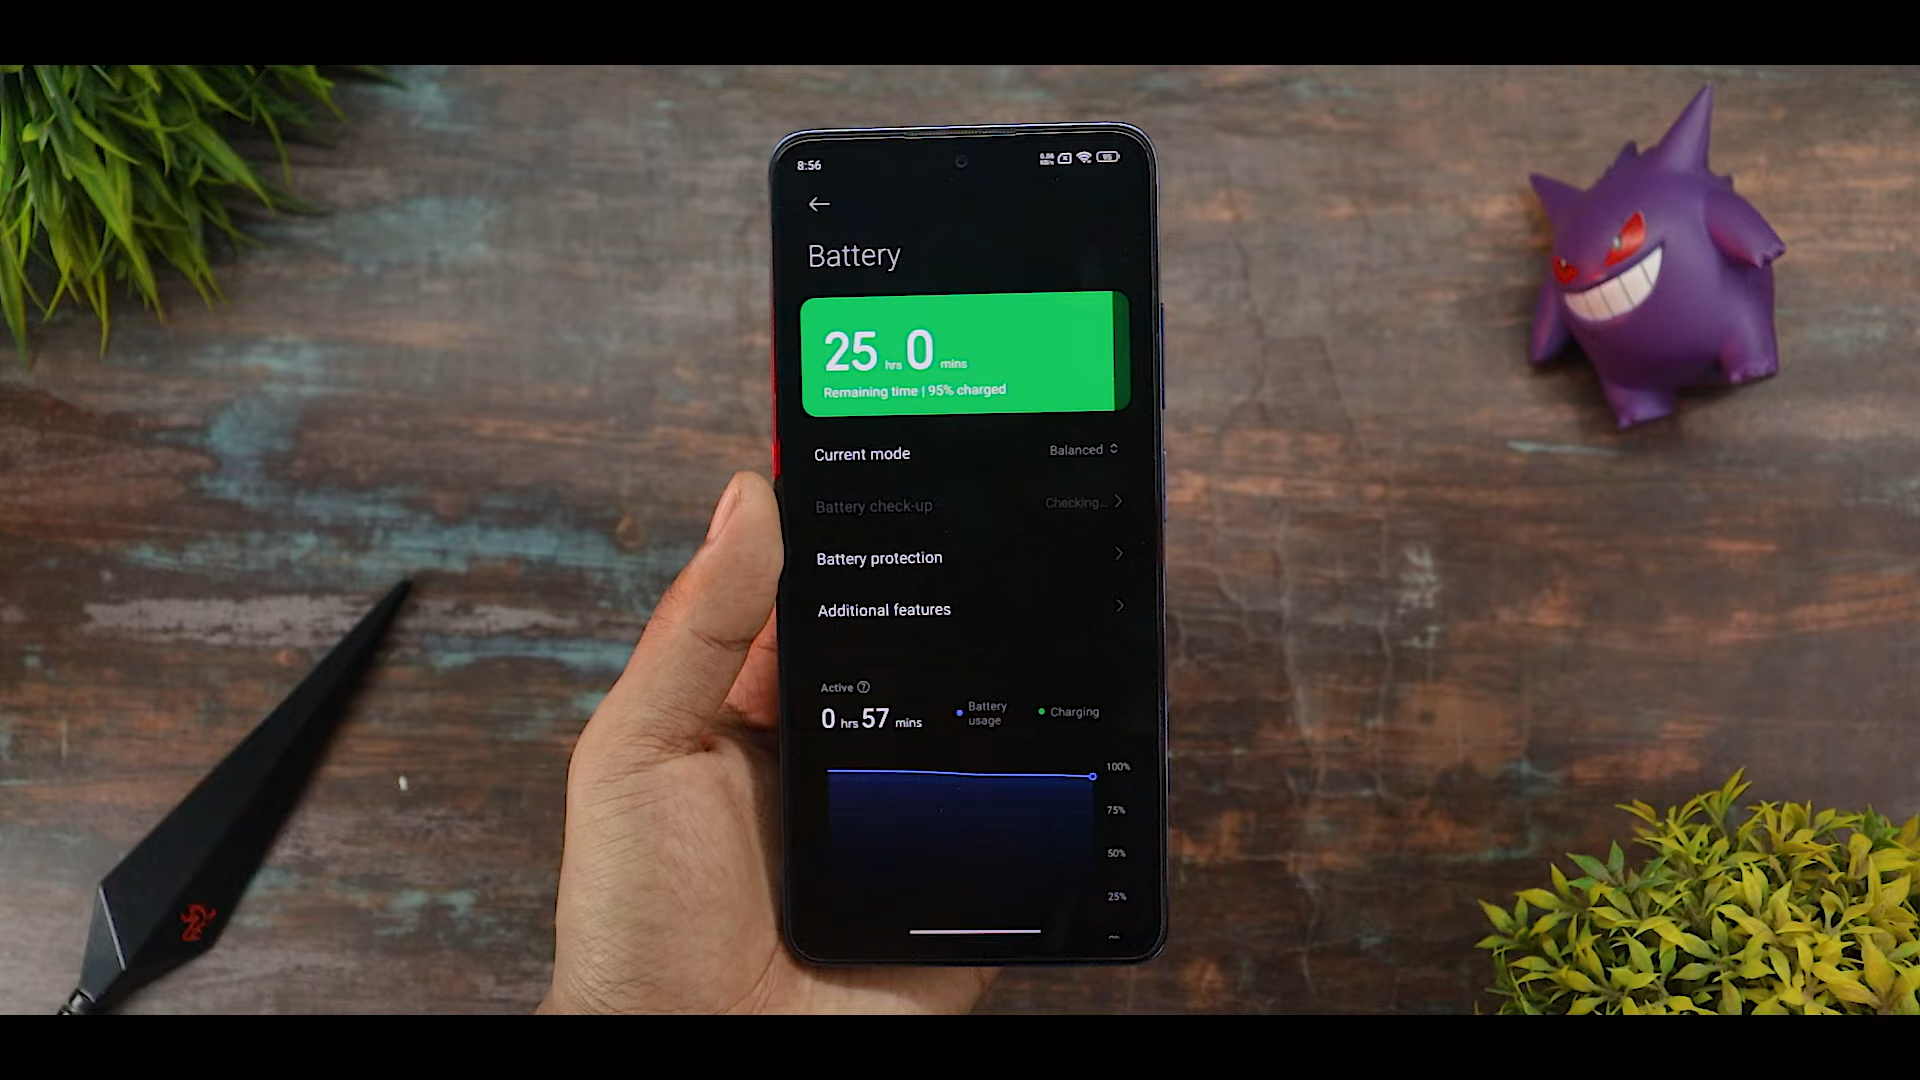 8:56
95
Battery
25 hrs 0 mins
Remaining time | 95% charged
Current mode Balanced
Battery check-up Checking...
Battery protection
Additional features
Active ?
0 hrs 57 mins
Battery usage
Charging
100%
75%
50%
25%